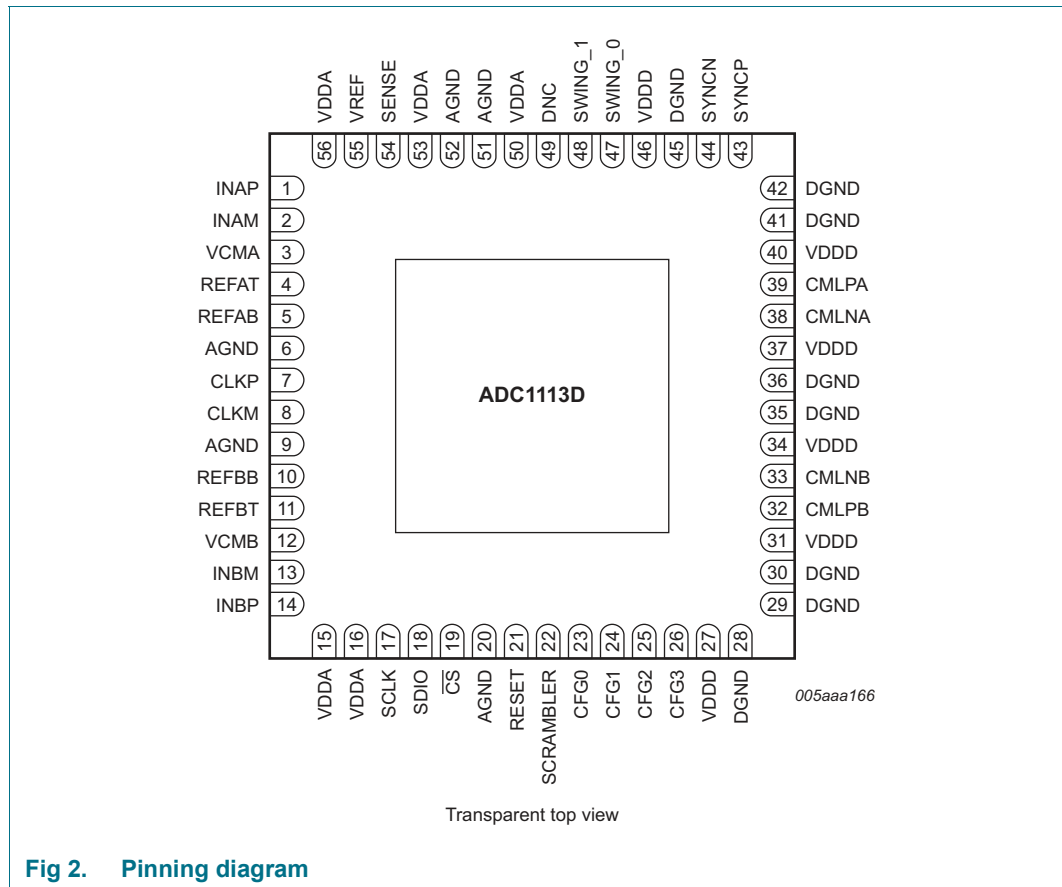 VDDA
VREF
SENSE
VDDA
AGND
AGND
VDDA
DNC
SWING_1
SWING_0
VDDD
DGND
SYNCN
SYNCP
56
55
54
53
52
51
50
49
48
47
46
45
44
43
INAP 1
INAM 2
VCMA 3
REFAT 4
REFAB 5
AGND 6
CLKP 7
CLKM 8
AGND 9
REFBB 10
REFBT 11
VCMB 12
INBM 13
INBP 14
ADC1113D
42 DGND
41 DGND
40 VDDD
39 CMLPA
38 CMLNA
37 VDDD
36 DGND
35 DGND
34 VDDD
33 CMLNB
32 CMLPB
31 VDDD
30 DGND
29 DGND
15
16
17
18
19
20
21
22
23
24
25
26
27
28
VDDA
VDDA
SCLK
SDIO
C̅S̅
AGND
RESET
SCRAMBLER
CFG0
CFG1
CFG2
CFG3
VDDD
DGND
005aaa166
Transparent top view
Fig 2. Pinning diagram